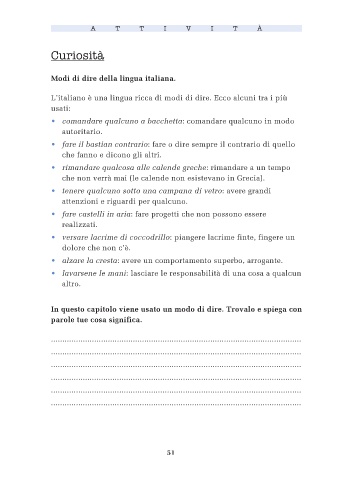 ATTIVITÀ
Curiosità
Modi di dire della lingua italiana.
L'italiano è una lingua ricca di modi di dire. Ecco alcuni tra i più
usati:
• comandare qualcuno a bacchetta: comandare qualcuno in modo
autoritario.
• fare il bastian contrario: fare o dire sempre il contrario di quello
che fanno e dicono gli altri.
• rimandare qualcosa alle calende greche: rimandare a un tempo
che non verrà mai (le calende non esistevano in Grecia).
• tenere qualcuno sotto una campana di vetro: avere grandi
attenzioni e riguardi per qualcuno.
• fare castelli in aria: fare progetti che non possono essere
realizzati.
• versare lacrime di coccodrillo: piangere lacrime finte, fingere un
dolore che non c'è.
• alzare la cresta: avere un comportamento superbo, arrogante.
• lavarsene le mani: lasciare le responsabilità di una cosa a qualcun
altro.
In questo capitolo viene usato un modo di dire. Trovalo e spiega con
parole tue cosa significa.
51